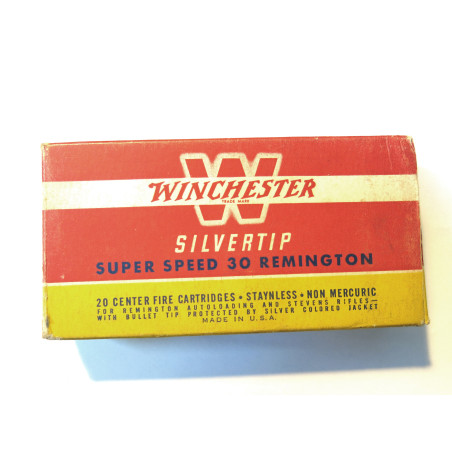 W
WINCHESTER
TRADE MARK
SILVERTIP
SUPER SPEED 30 REMINGTON
20 CENTER FIRE CARTRIDGES • STAYNLESS • NON MERCURIC
FOR REMINGTON AUTOLOADING AND STEVENS RIFLES—
WITH BULLET TIP PROTECTED BY SILVER COLORED JACKET
MADE IN U.S.A.